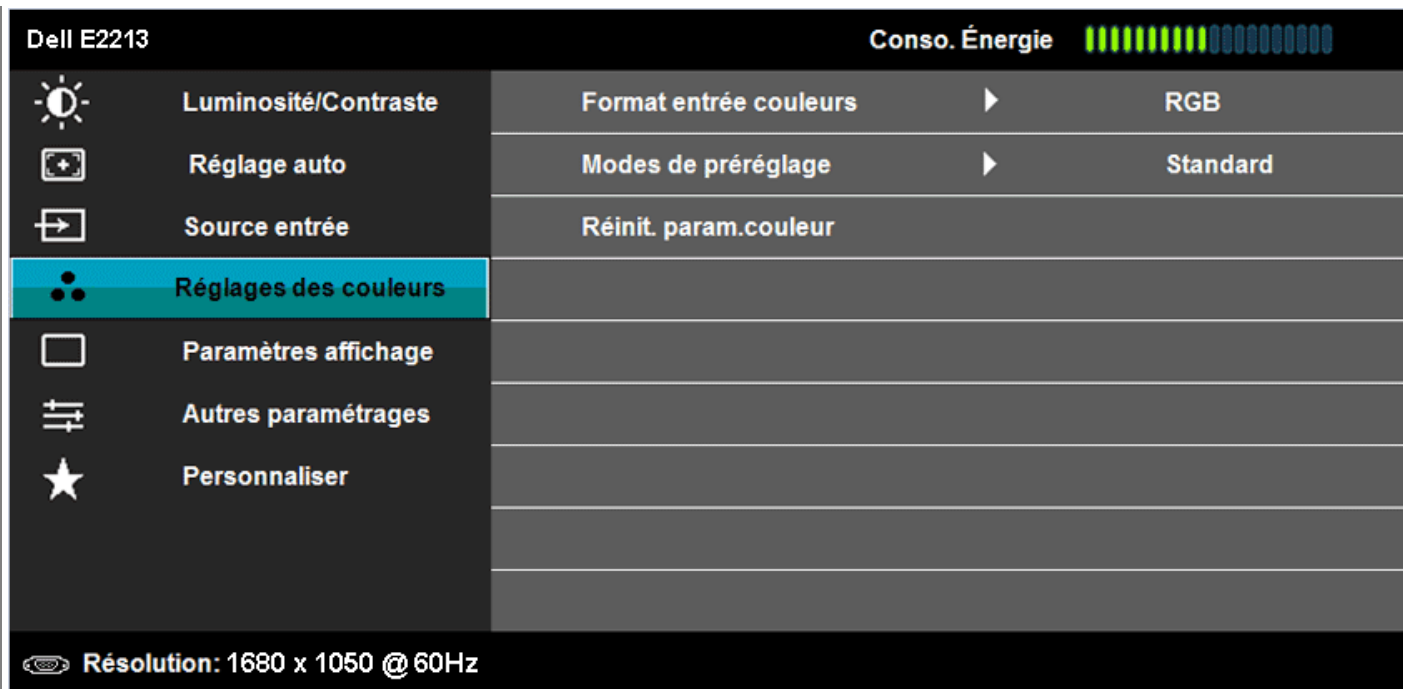 Dell E2213 Conso. Énergie
Luminosité/Contraste Format entrée couleurs RGB
Réglage auto Modes de préréglage Standard
Source entrée Réinit. param.couleur
Réglages des couleurs
Paramètres affichage
Autres paramétrages
Personnaliser
Résolution: 1680 x 1050 @ 60Hz